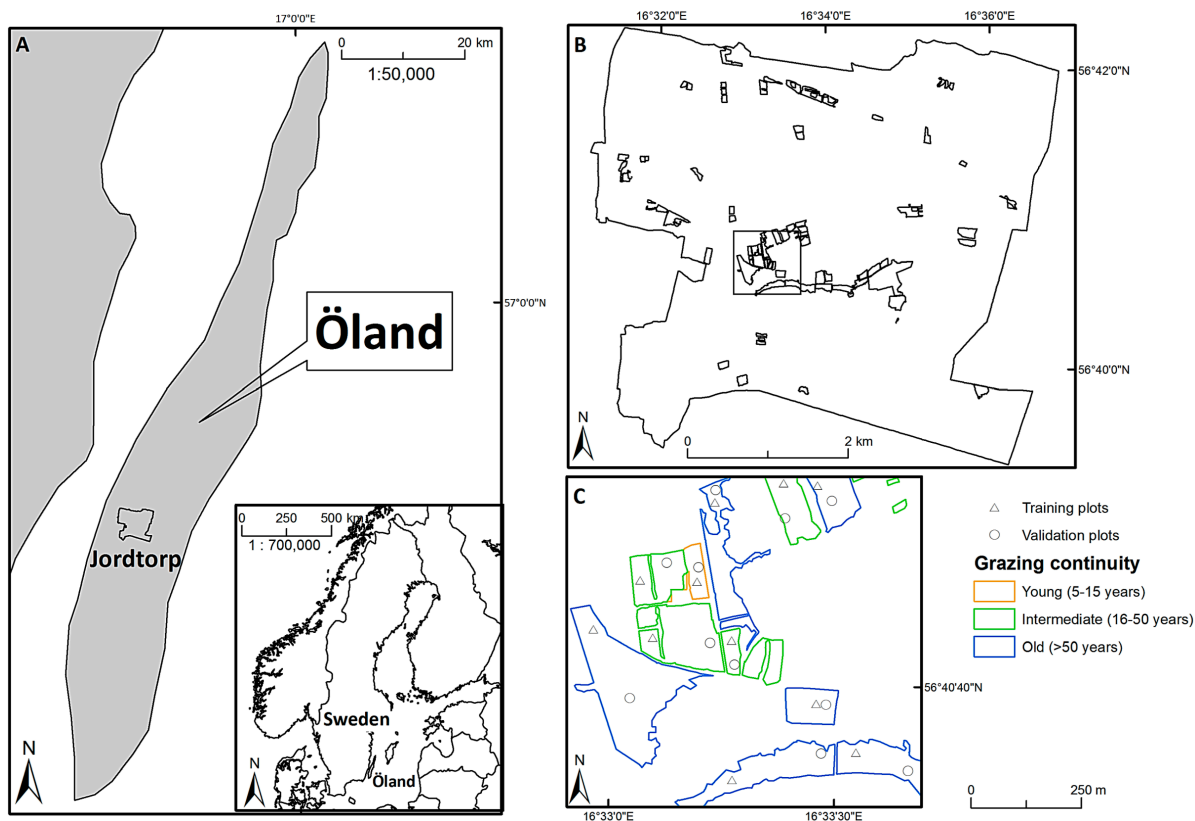 A
17°0'0"E
0 20 km
1:50,000
57°0'0"N
Öland
Jordtorp
N
0 250 500 km
1 : 700,000
Sweden
Öland
N
B
16°32'0"E 16°34'0"E 16°36'0"E
56°42'0"N
56°40'0"N
N
0 2 km
C
Training plots
Validation plots
Grazing continuity
Young (5-15 years)
Intermediate (16-50 years)
Old (>50 years)
56°40'40"N
N
16°33'0"E 16°33'30"E
0 250 m